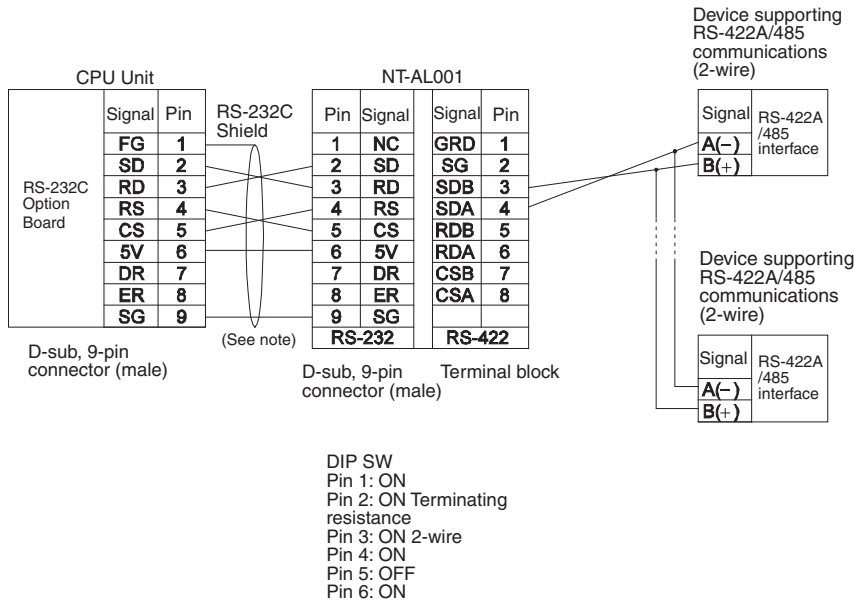 Device supporting
RS-422A/485
communications
(2-wire)
CPU Unit
NT-AL001
Signal Pin
RS-232C
Shield
Pin Signal
Signal Pin
Signal
RS-422A
/485
interface
FG 1
1 NC
GRD 1
A(−)
SD 2
2 SD
SG 2
B(+)
RS-232C
Option
Board
RD 3
3 RD
SDB 3
RS 4
4 RS
SDA 4
CS 5
5 CS
RDB 5
5V 6
6 5V
RDA 6
DR 7
7 DR
CSB 7
ER 8
8 ER
CSA 8
SG 9
9 SG
(See note)
RS-232
RS-422
D-sub, 9-pin
connector (male)
D-sub, 9-pin
connector (male)
Terminal block
Device supporting
RS-422A/485
communications
(2-wire)
Signal
RS-422A
/485
interface
A(−)
B(+)
DIP SW
Pin 1: ON
Pin 2: ON Terminating
resistance
Pin 3: ON 2-wire
Pin 4: ON
Pin 5: OFF
Pin 6: ON